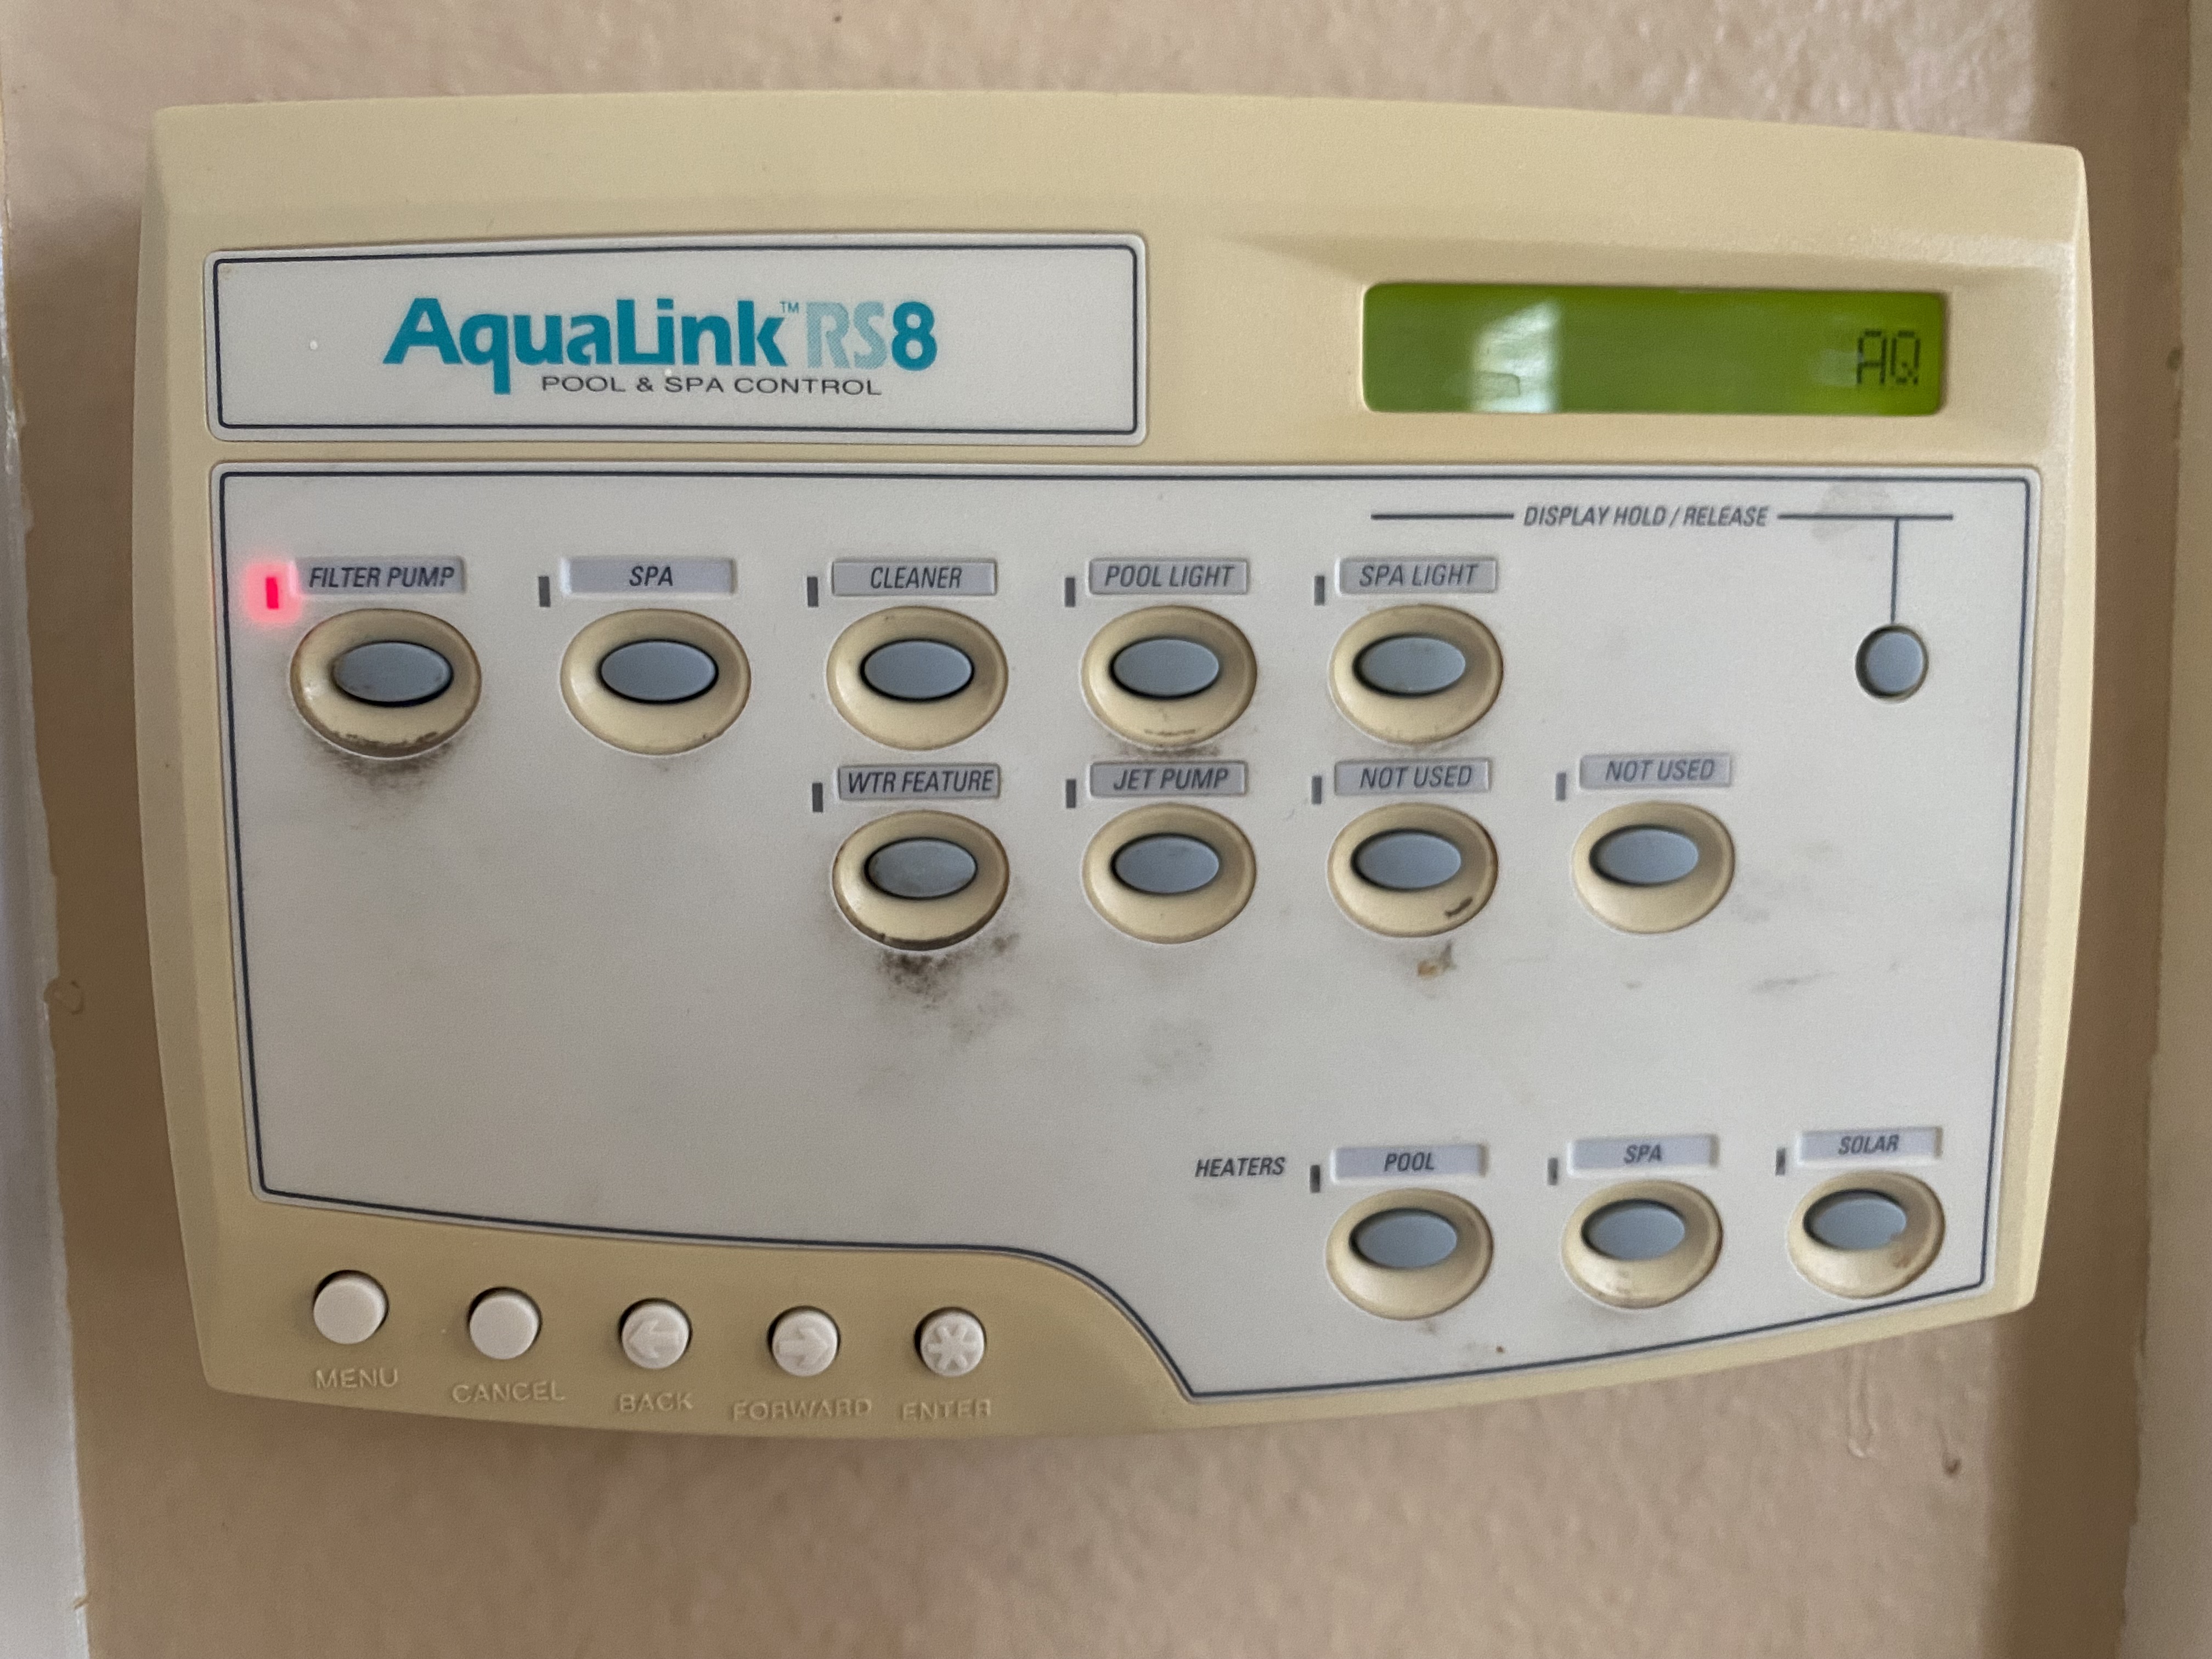 AquaLink™ RS8
POOL & SPA CONTROL
AQ
DISPLAY HOLD / RELEASE
FILTER PUMP
SPA
CLEANER
POOL LIGHT
SPA LIGHT
WTR FEATURE
JET PUMP
NOT USED
NOT USED
HEATERS
POOL
SPA
SOLAR
MENU
CANCEL
BACK
FORWARD
ENTER